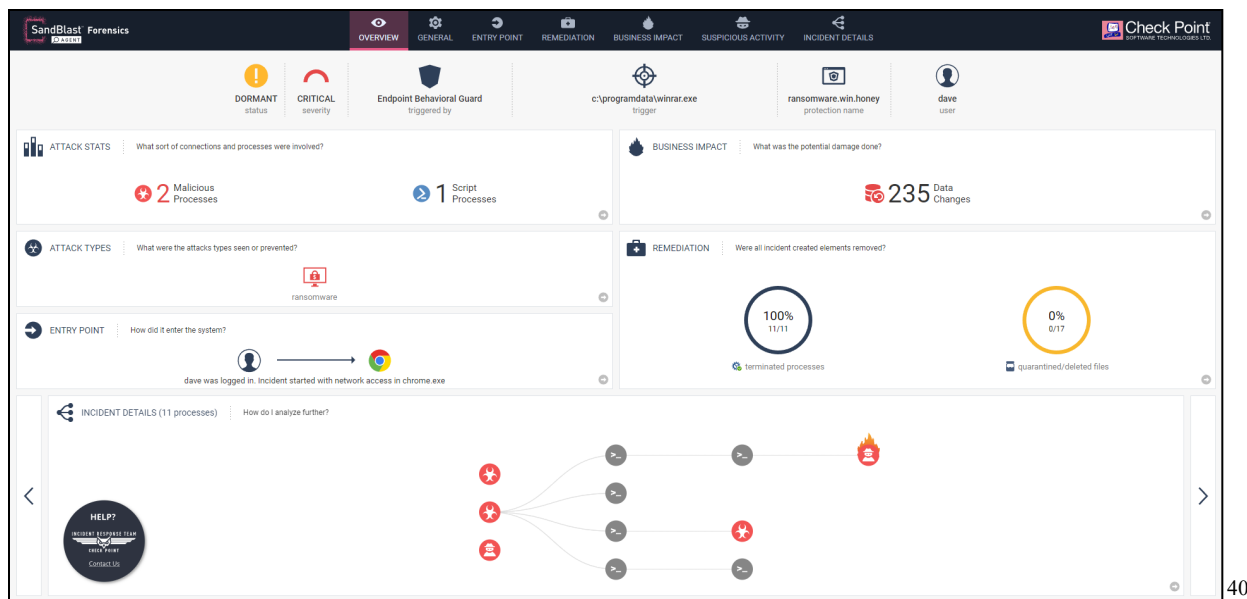 SandBlast Forensics
AGENT
OVERVIEW
GENERAL
ENTRY POINT
REMEDIATION
BUSINESS IMPACT
SUSPICIOUS ACTIVITY
INCIDENT DETAILS
Check Point
SOFTWARE TECHNOLOGIES LTD.
DORMANT
status
CRITICAL
severity
Endpoint Behavioral Guard
triggered by
c:\programdata\winrar.exe
trigger
ransomware.win.honey
protection name
dave
user
ATTACK STATS
What sort of connections and processes were involved?
2 Malicious
Processes
1 Script
Processes
BUSINESS IMPACT
What was the potential damage done?
235 Data
Changes
ATTACK TYPES
What were the attacks types seen or prevented?
ransomware
REMEDIATION
Were all incident created elements removed?
100%
11/11
terminated processes
0%
0/17
quarantined/deleted files
ENTRY POINT
How did it enter the system?
dave was logged in. Incident started with network access in chrome.exe
INCIDENT DETAILS (11 processes)
How do I analyze further?
HELP?
INCIDENT RESPONSE TEAM
CHECK POINT
Contact Us
40